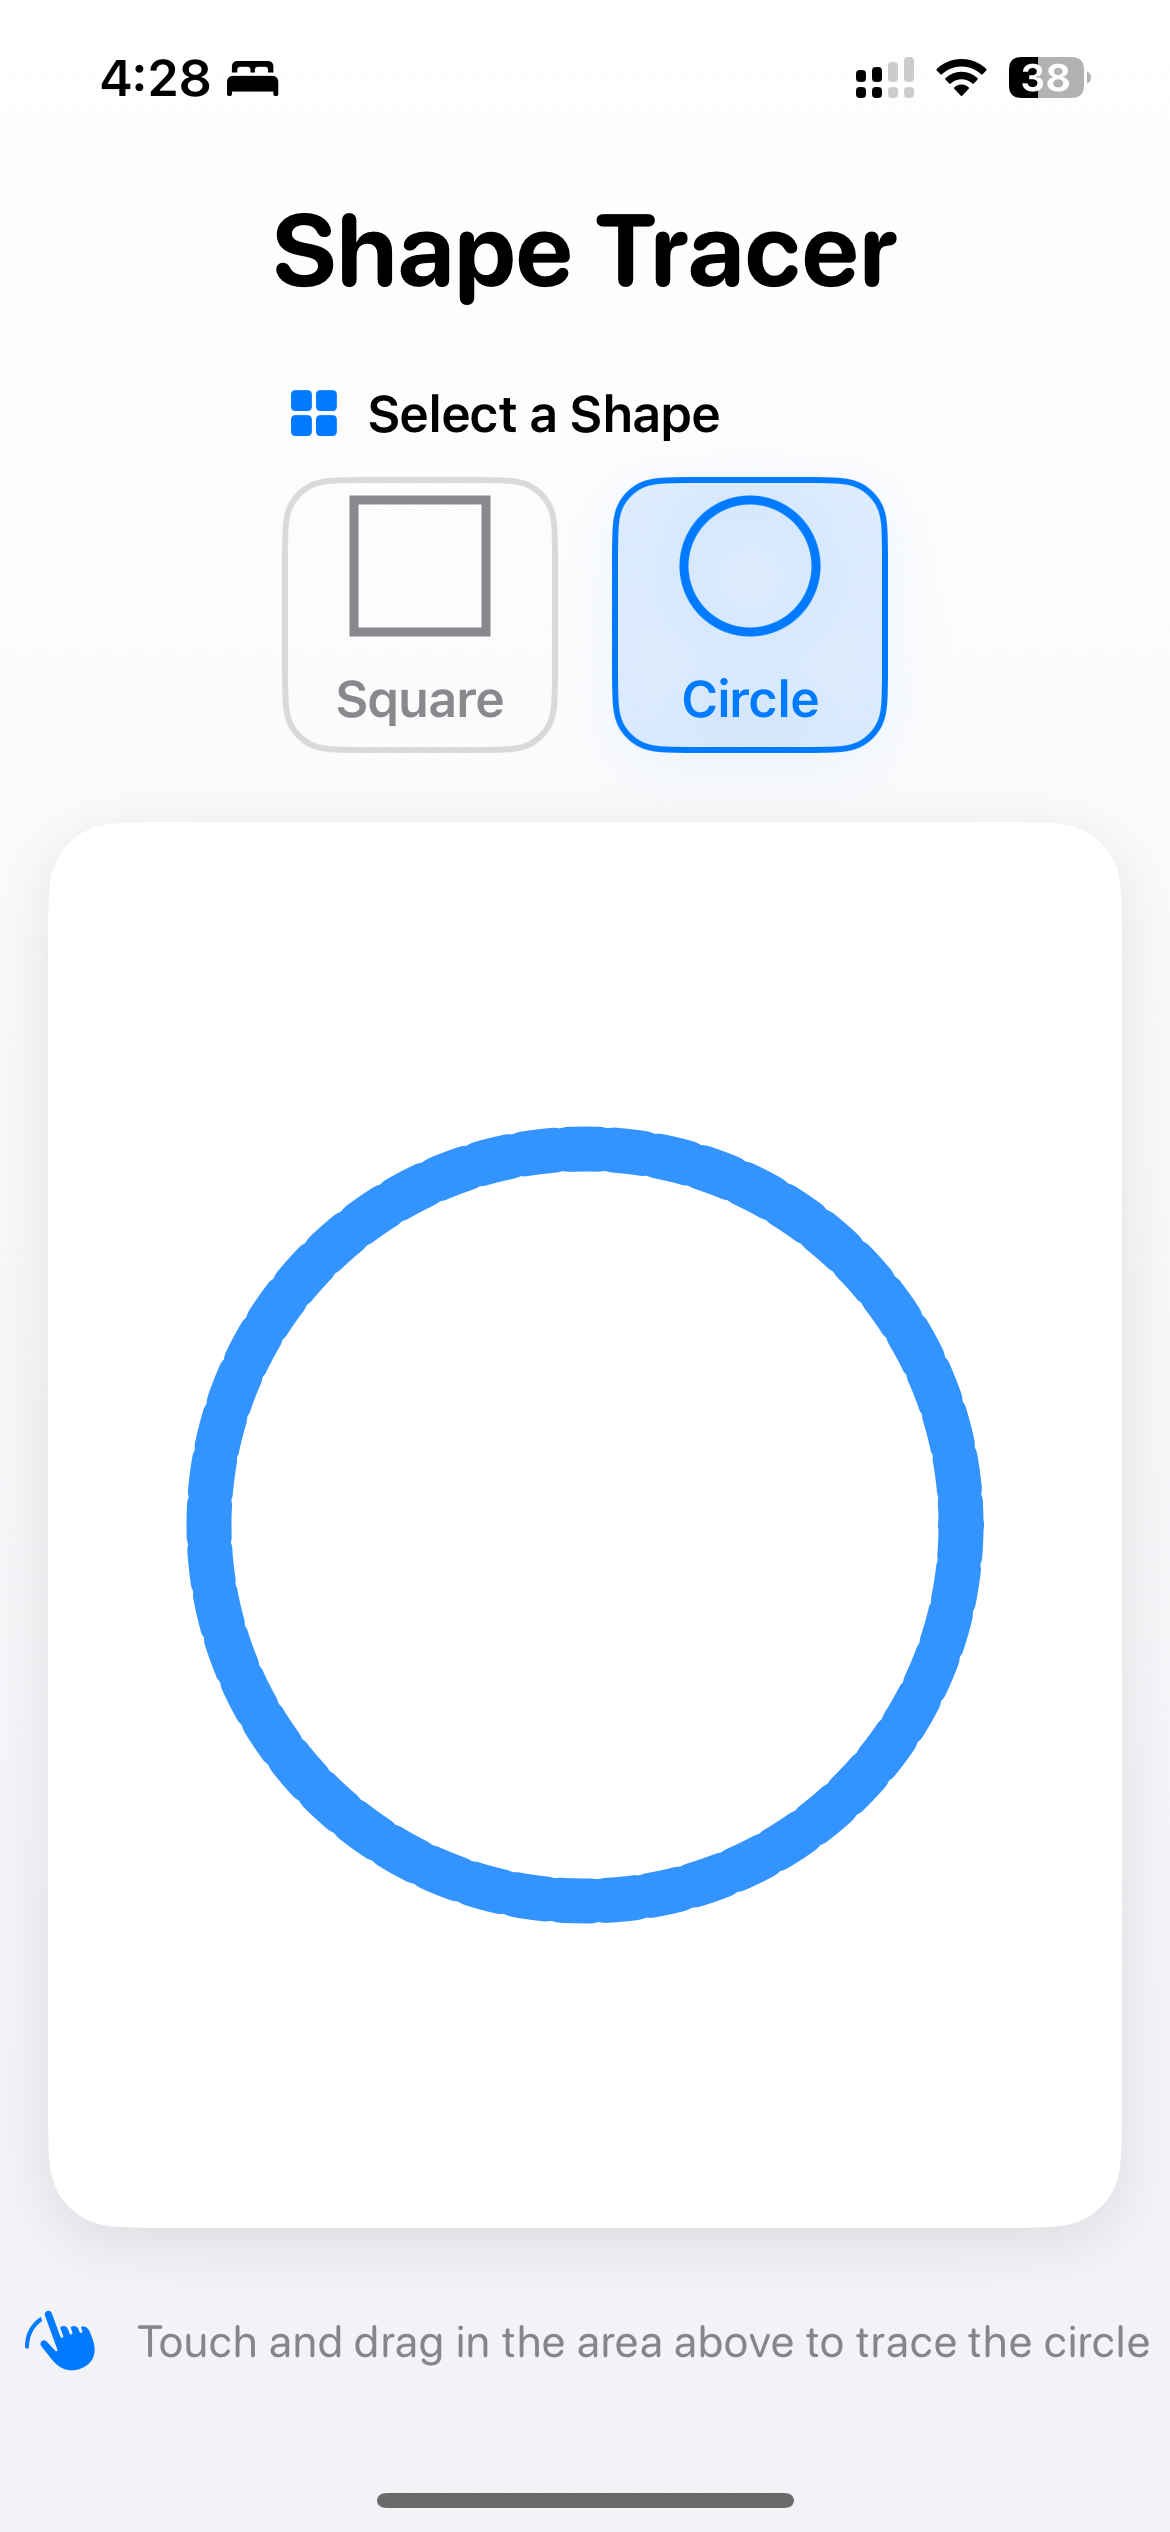 4:28
38
Shape Tracer
Select a Shape
Square
Circle
Touch and drag in the area above to trace the circle